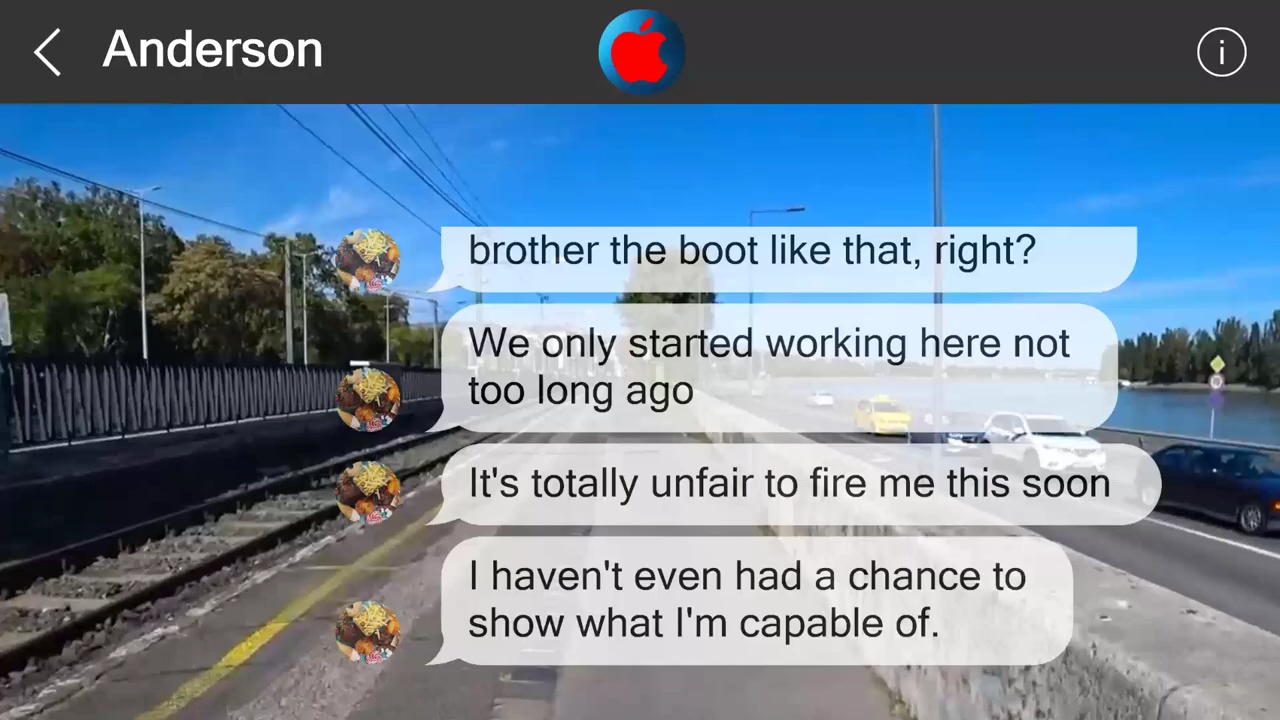 Anderson
i
brother the boot like that, right?
We only started working here not
too long ago
It's totally unfair to fire me this soon
I haven't even had a chance to
show what I'm capable of.